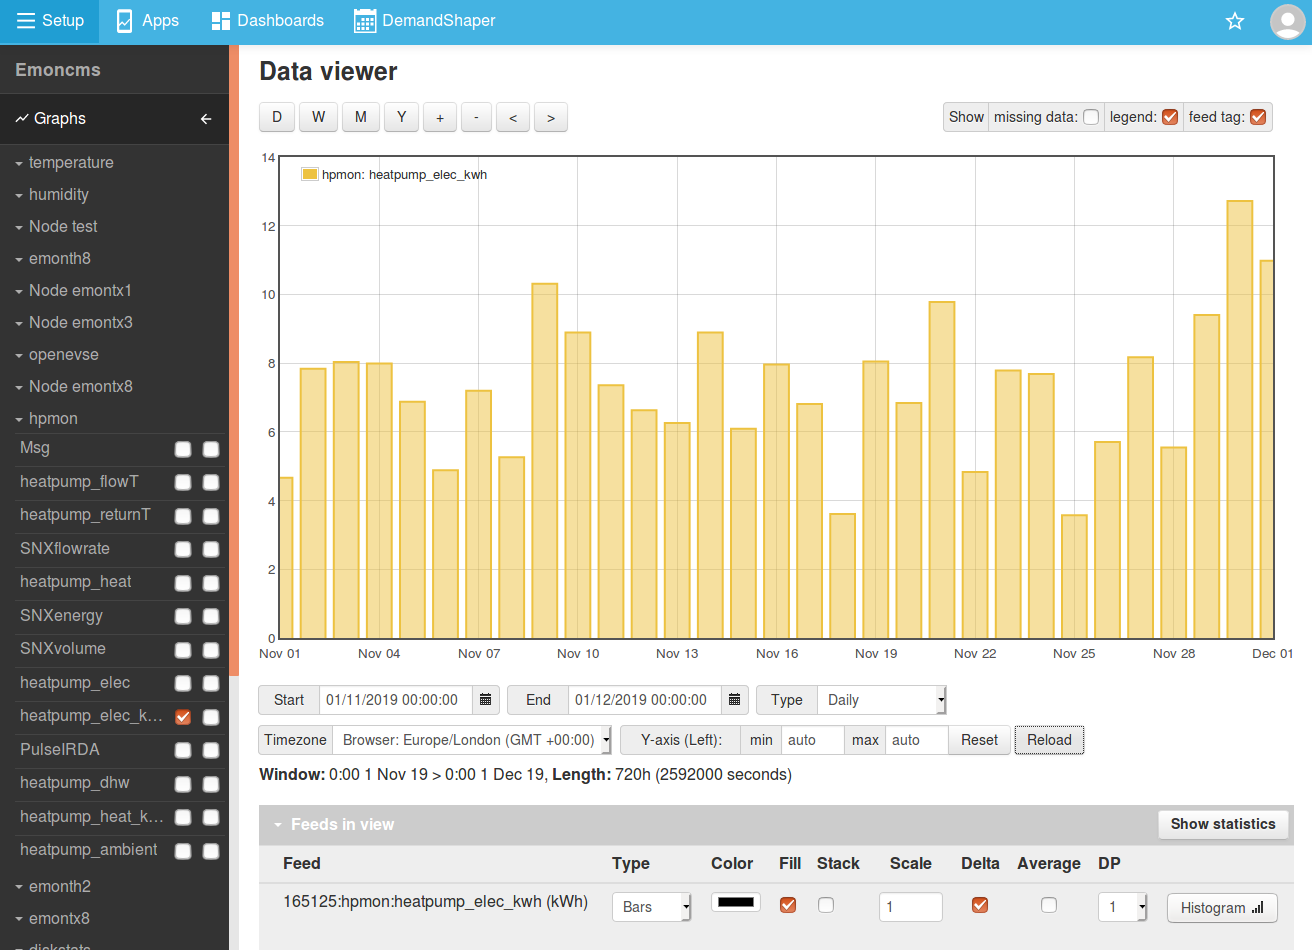 Setup Apps Dashboards DemandShaper
Emoncms
Graphs
temperature
humidity
Node test
emonth8
Node emontx1
Node emontx3
openevse
Node emontx8
hpmon
Msg
heatpump_flowT
heatpump_returnT
SNXflowrate
heatpump_heat
SNXenergy
SNXvolume
heatpump_elec
heatpump_elec_k...
PulseIRDA
heatpump_dhw
heatpump_heat_k...
heatpump_ambient
emonth2
emontx8
diskstats
Data viewer
D W M Y + - < >
Show missing data: legend: feed tag:
hpmon: heatpump_elec_kwh
14
12
10
8
6
4
2
0
Nov 01 Nov 04 Nov 07 Nov 10 Nov 13 Nov 16 Nov 19 Nov 22 Nov 25 Nov 28 Dec 01
Start 01/11/2019 00:00:00 End 01/12/2019 00:00:00 Type Daily
Timezone Browser: Europe/London (GMT +00:00) Y-axis (Left): min auto max auto Reset Reload
Window: 0:00 1 Nov 19 > 0:00 1 Dec 19, Length: 720h (2592000 seconds)
Feeds in view Show statistics
Feed Type Color Fill Stack Scale Delta Average DP
165125:hpmon:heatpump_elec_kwh (kWh) Bars 1 1 Histogram